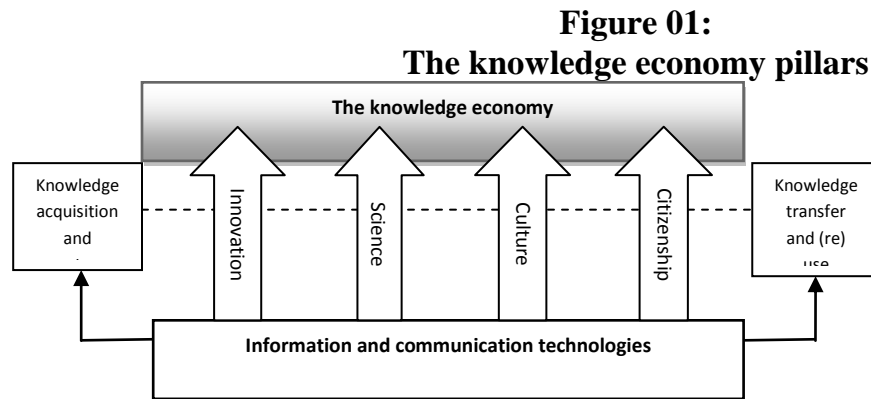 Figure 01:
The knowledge economy pillars
The knowledge economy
Knowledge
acquisition
and
Innovation
Science
Culture
Citizenship
Knowledge
transfer
and (re)
use
Information and communication technologies